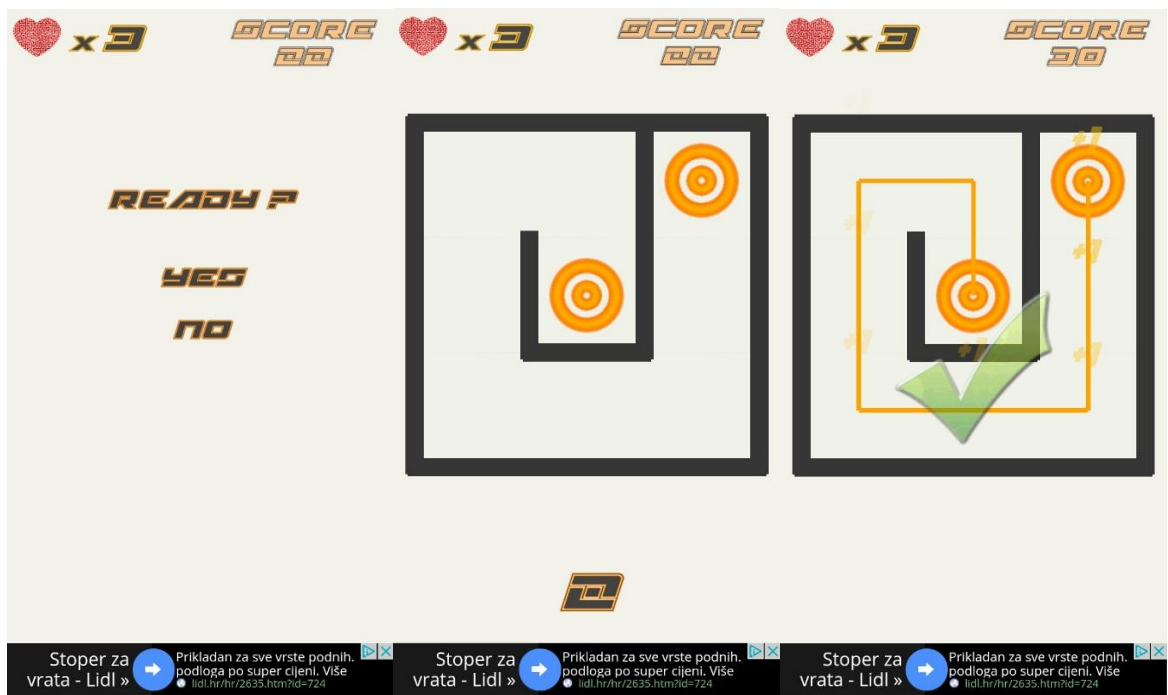 x 3
SCORE
22
READY ?
YES
NO
Stoper za
vrata - Lidl »
Prikladan za sve vrste podnih.
podloga po super cijeni. Više
lidl.hr/hr/2635.htm?id=724
x 3
SCORE
22
2
Stoper za
vrata - Lidl »
Prikladan za sve vrste podnih.
podloga po super cijeni. Više
lidl.hr/hr/2635.htm?id=724
x 3
SCORE
30
+1
+1
+1
+1
+1
+1
Stoper za
vrata - Lidl »
Prikladan za sve vrste podnih.
podloga po super cijeni. Više
lidl.hr/hr/2635.htm?id=724